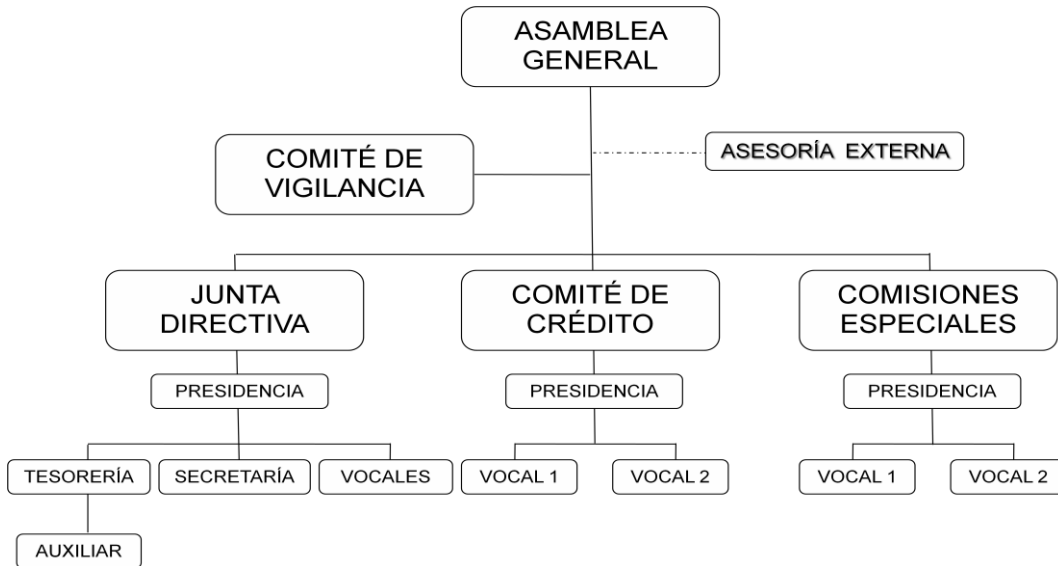 ASAMBLEA
GENERAL
COMITÉ DE
VIGILANCIA
ASESORÍA EXTERNA
JUNTA
DIRECTIVA
COMITÉ DE
CRÉDITO
COMISIONES
ESPECIALES
PRESIDENCIA
PRESIDENCIA
PRESIDENCIA
TESORERÍA
SECRETARÍA
VOCALES
VOCAL 1
VOCAL 2
VOCAL 1
VOCAL 2
AUXILIAR